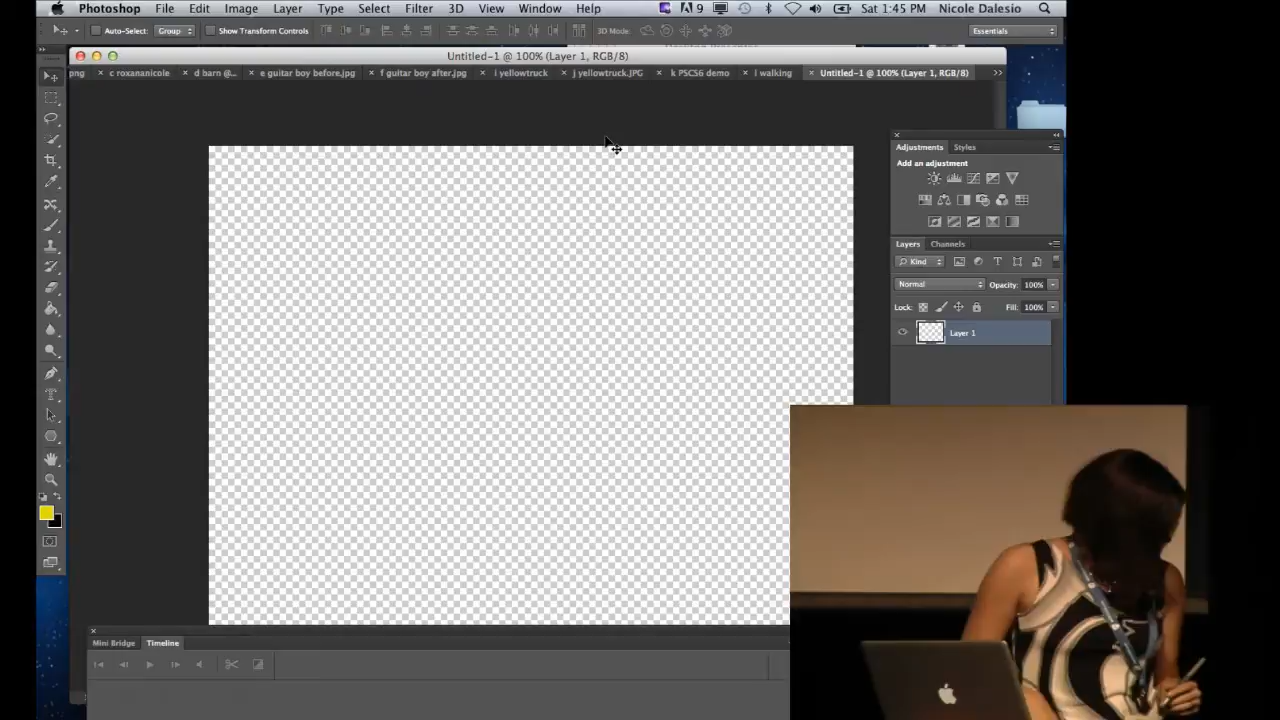 Photoshop File Edit Image Layer Type Select Filter 3D View Window Help 9 Sat 1:45 PM Nicole Dalesio
Auto-Select: Group Show Transform Controls 3D Mode: Essentials
Untitled-1 @ 100% (Layer 1, RGB/8)
png × c roxananicole × d barn @... × e guitar boy before.jpg × f guitar boy after.jpg × i yellowtruck × j yellowtruck.JPG × k PSCS6 demo × l walking × Untitled-1 @ 100% (Layer 1, RGB/8) »
Adjustments Styles
Add an adjustment
Layers Channels
Kind T
Normal Opacity: 100%
Lock: Fill: 100%
Layer 1
Mini Bridge Timeline